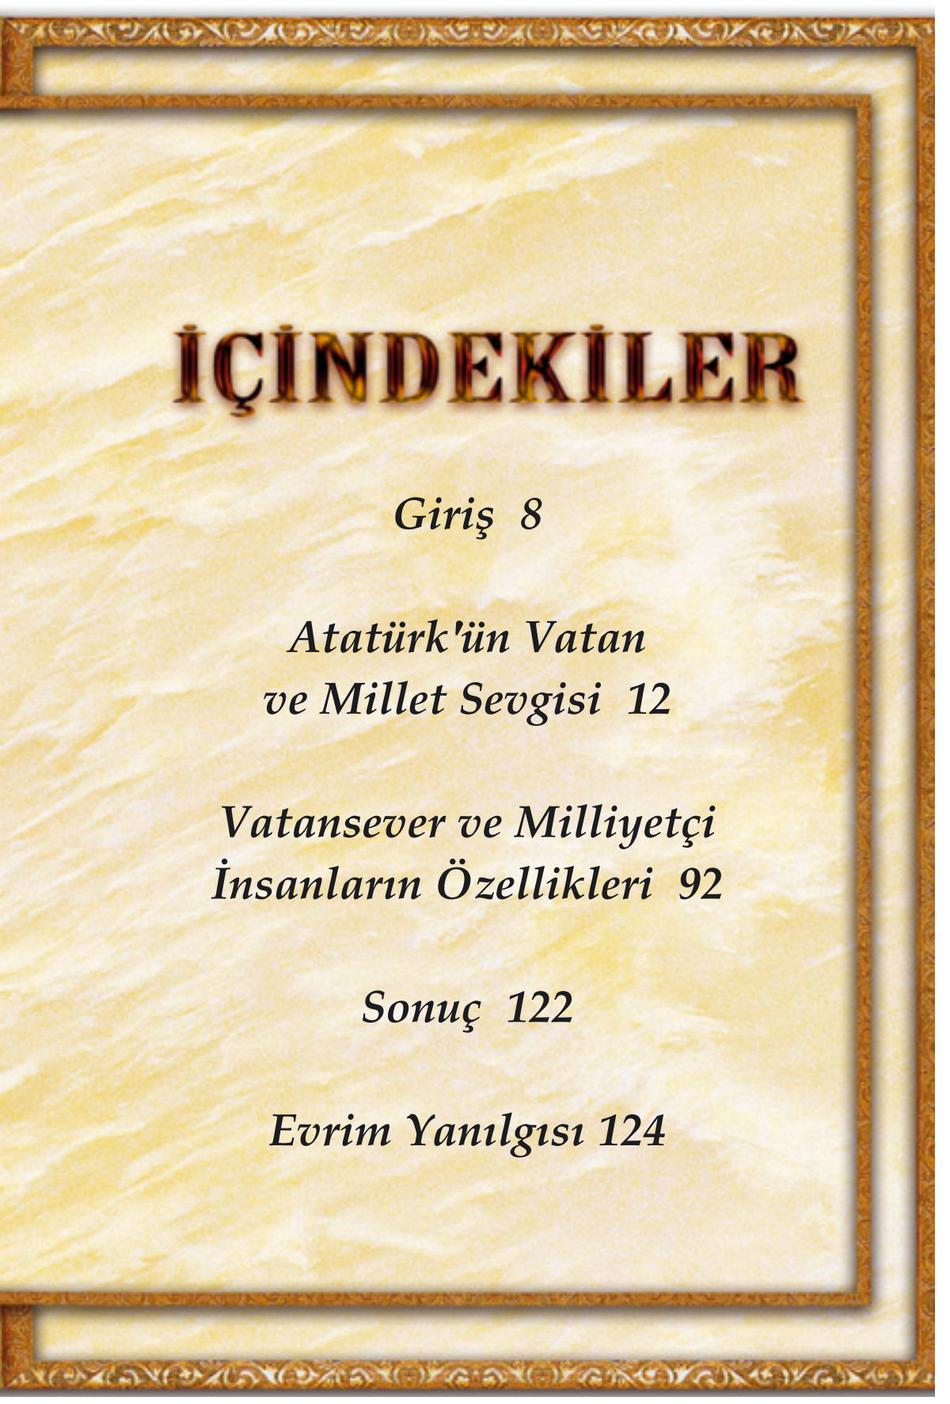 İÇİNDEKİLER
Giriş 8
Atatürk'ün Vatan
ve Millet Sevgisi 12
Vatansever ve Milliyetçi
İnsanların Özellikleri 92
Sonuç 122
Evrim Yanılgısı 124